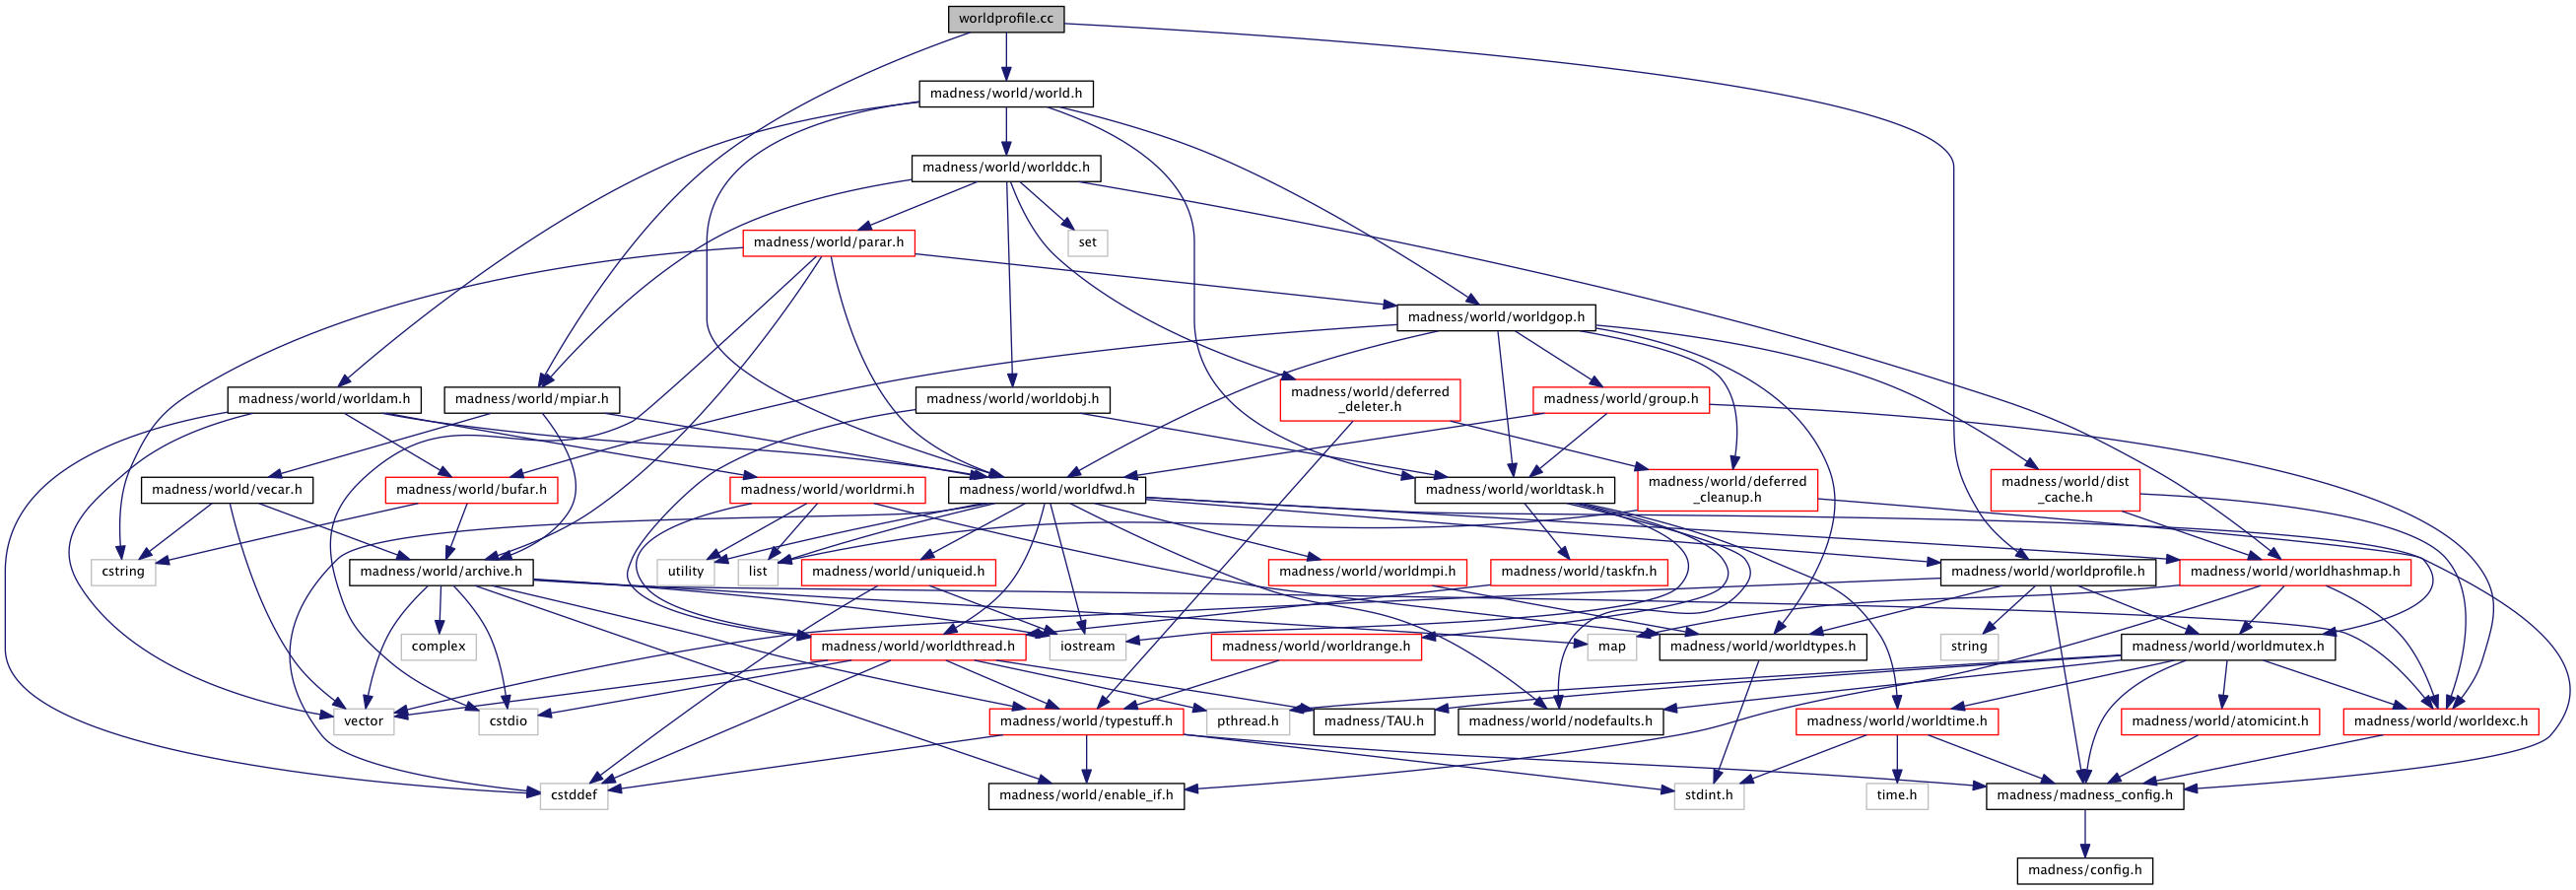 worldprofile.cc
madness/world/world.h
madness/world/worlddc.h
madness/world/parar.h
set
madness/world/worldgop.h
madness/world/worldam.h
madness/world/mpiar.h
madness/world/worldobj.h
madness/world/deferred
_deleter.h
madness/world/group.h
madness/world/vecar.h
madness/world/bufar.h
madness/world/worldrmi.h
madness/world/worldfwd.h
madness/world/worldtask.h
madness/world/deferred
_cleanup.h
madness/world/dist
_cache.h
cstring
madness/world/archive.h
utility
list
madness/world/uniqueid.h
madness/world/worldmpi.h
madness/world/taskfn.h
madness/world/worldprofile.h
madness/world/worldhashmap.h
complex
madness/world/worldthread.h
iostream
madness/world/worldrange.h
map
madness/world/worldtypes.h
string
madness/world/worldmutex.h
vector
cstdio
madness/world/typestuff.h
pthread.h
madness/TAU.h
madness/world/nodefaults.h
madness/world/worldtime.h
madness/world/atomicint.h
madness/world/worldexc.h
cstddef
madness/world/enable_if.h
stdint.h
time.h
madness/madness_config.h
madness/config.h